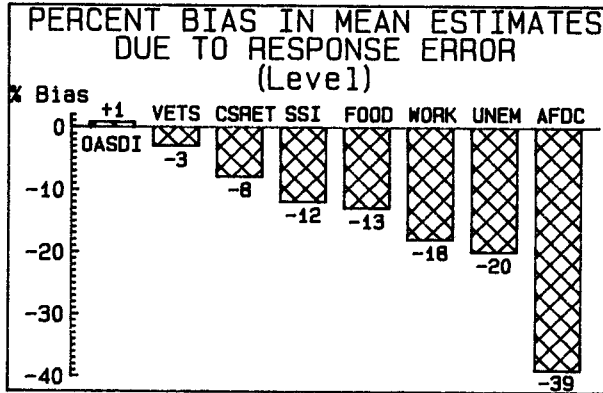 PERCENT BIAS IN MEAN ESTIMATES
DUE TO RESPONSE ERROR
(Level)
% Bias
+1 VETS CSRET SSI FOOD WORK UNEM AFDC
0
OASDI
-3
-8
-10
-12
-13
-18
-20
-20
-30
-40
-39